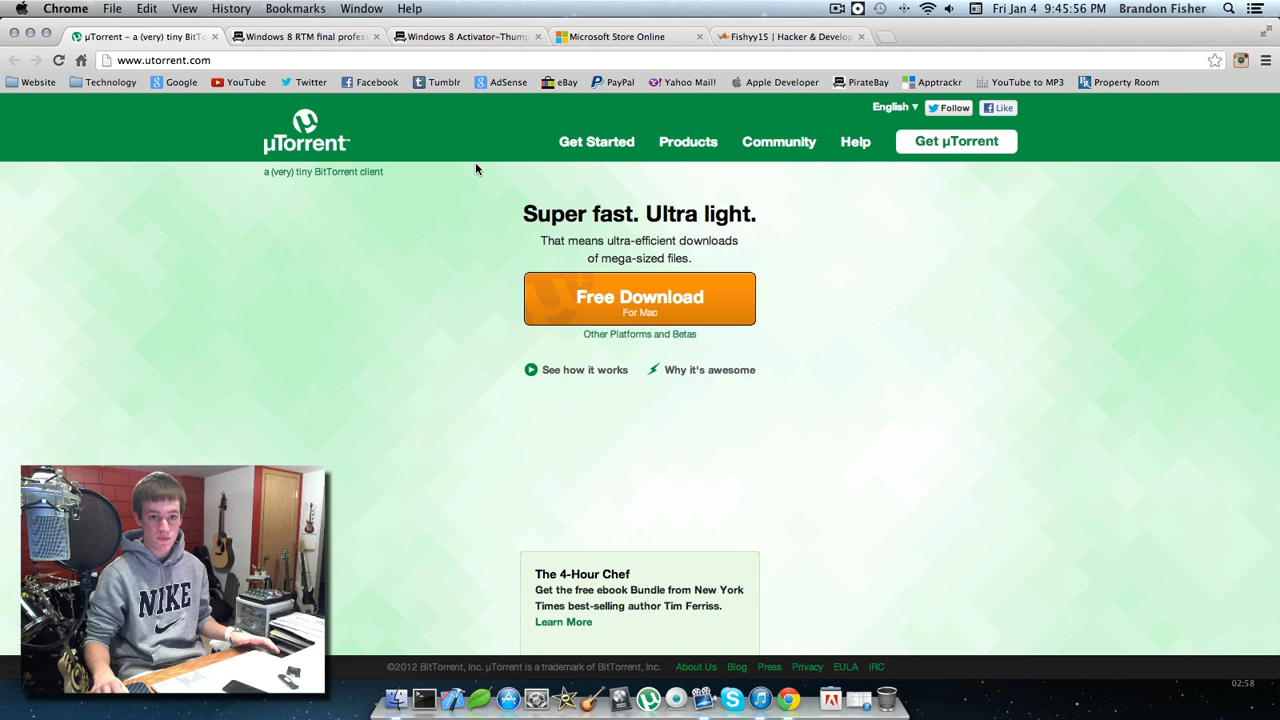 Chrome File Edit View History Bookmarks Window Help Fri Jan 4 9:45:56 PM Brandon Fisher
µTorrent – a (very) tiny BitTo Windows 8 RTM final profess Windows 8 Activator-Thump Microsoft Store Online Fishyy15 | Hacker & Develop
www.utorrent.com
Website Technology Google YouTube Twitter Facebook Tumblr AdSense eBay PayPal Yahoo Mail! Apple Developer PirateBay Apptrackr YouTube to MP3 Property Room
English ▼ Follow Like
µTorrent™
Get Started Products Community Help Get µTorrent
a (very) tiny BitTorrent client
Super fast. Ultra light.
That means ultra-efficient downloads
of mega-sized files.
Free Download
For Mac
Other Platforms and Betas
See how it works Why it's awesome
NIKE
The 4-Hour Chef
Get the free ebook Bundle from New York
Times best-selling author Tim Ferriss.
Learn More
©2012 BitTorrent, Inc. µTorrent is a trademark of BitTorrent, Inc. About Us Blog Press Privacy EULA IRC
02:58